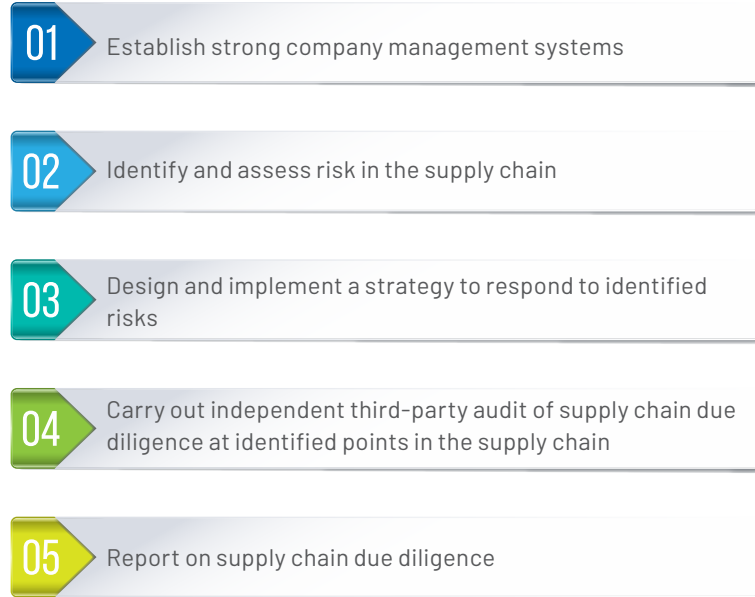 01
Establish strong company management systems
02
Identify and assess risk in the supply chain
03
Design and implement a strategy to respond to identified
risks
04
Carry out independent third-party audit of supply chain due
diligence at identified points in the supply chain
05
Report on supply chain due diligence